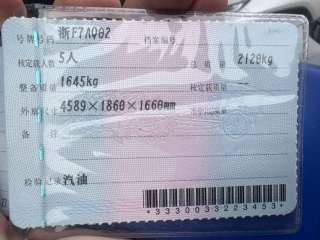 号牌号码 浙F7AQ02 档案编号
核定载人数 5人 总质量 2120kg
整备质量 1645kg 核定载质量 --
外廓尺寸 4589×1860×1660mm
备注
检验记录 汽油
*3330033223453*